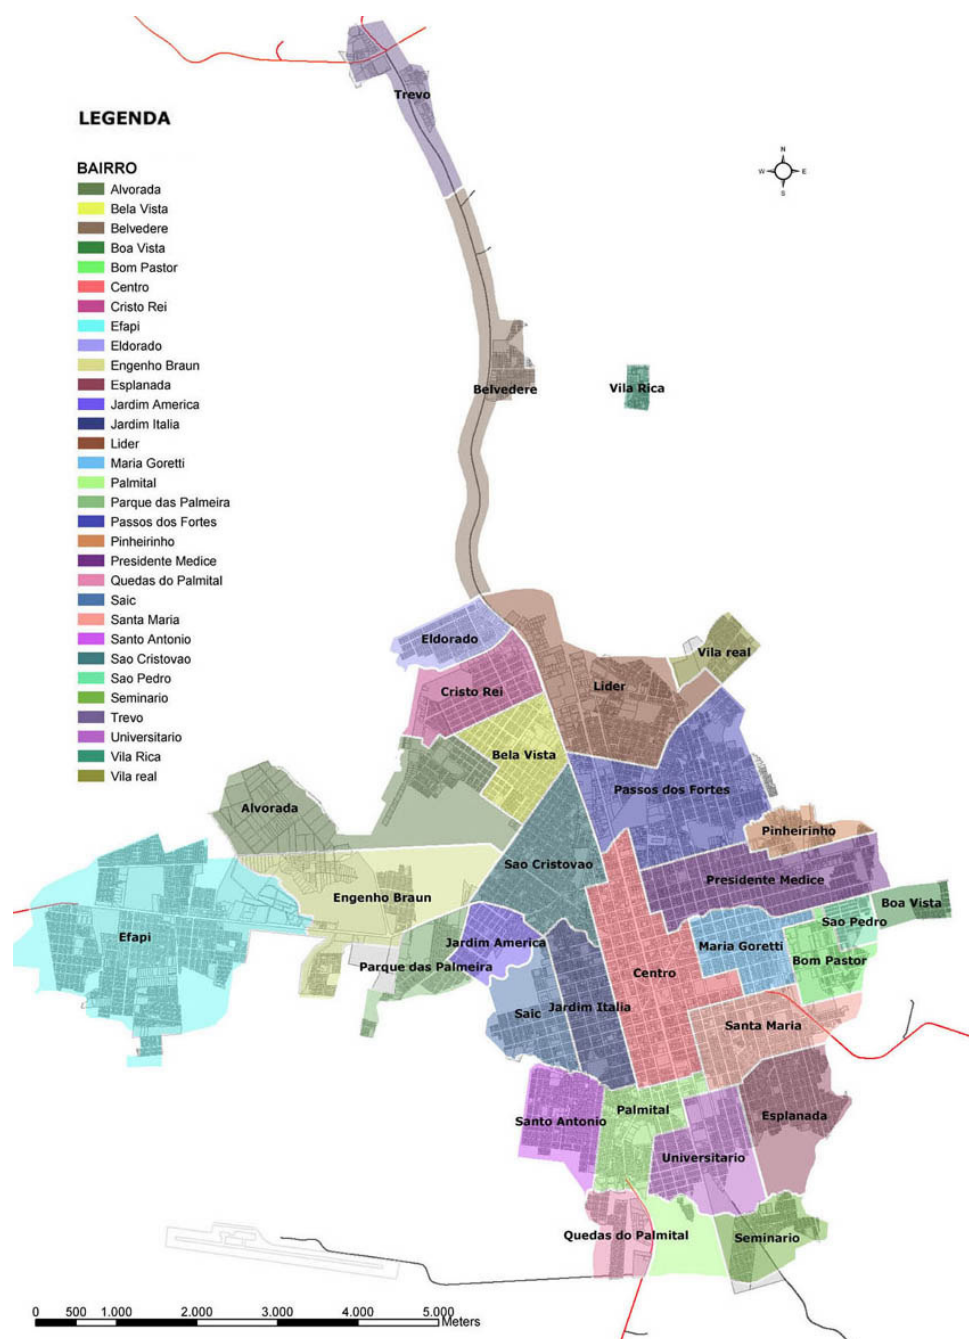 Trevo
LEGENDA
N
W E
S
BAIRRO
Alvorada
Bela Vista
Belvedere
Boa Vista
Bom Pastor
Centro
Cristo Rei
Efapi
Eldorado
Engenho Braun
Esplanada
Jardim America
Jardim Italia
Lider
Maria Goretti
Palmital
Parque das Palmeira
Passos dos Fortes
Pinheirinho
Presidente Medice
Quedas do Palmital
Saic
Santa Maria
Santo Antonio
Sao Cristovao
Sao Pedro
Seminario
Trevo
Universitario
Vila Rica
Vila real
Belvedere
Vila Rica
Eldorado
Vila real
Lider
Cristo Rei
Bela Vista
Passos dos Fortes
Alvorada
Pinheirinho
Sao Cristovao
Presidente Medice
Engenho Braun
Boa Vista
Sao Pedro
Efapi
Jardim America
Maria Goretti
Bom Pastor
Parque das Palmeira
Centro
Jardim Italia
Saic
Santa Maria
Palmital
Esplanada
Santo Antonio
Universitario
Quedas do Palmital
Seminario
0 500 1.000 2.000 3.000 4.000 5.000
Meters